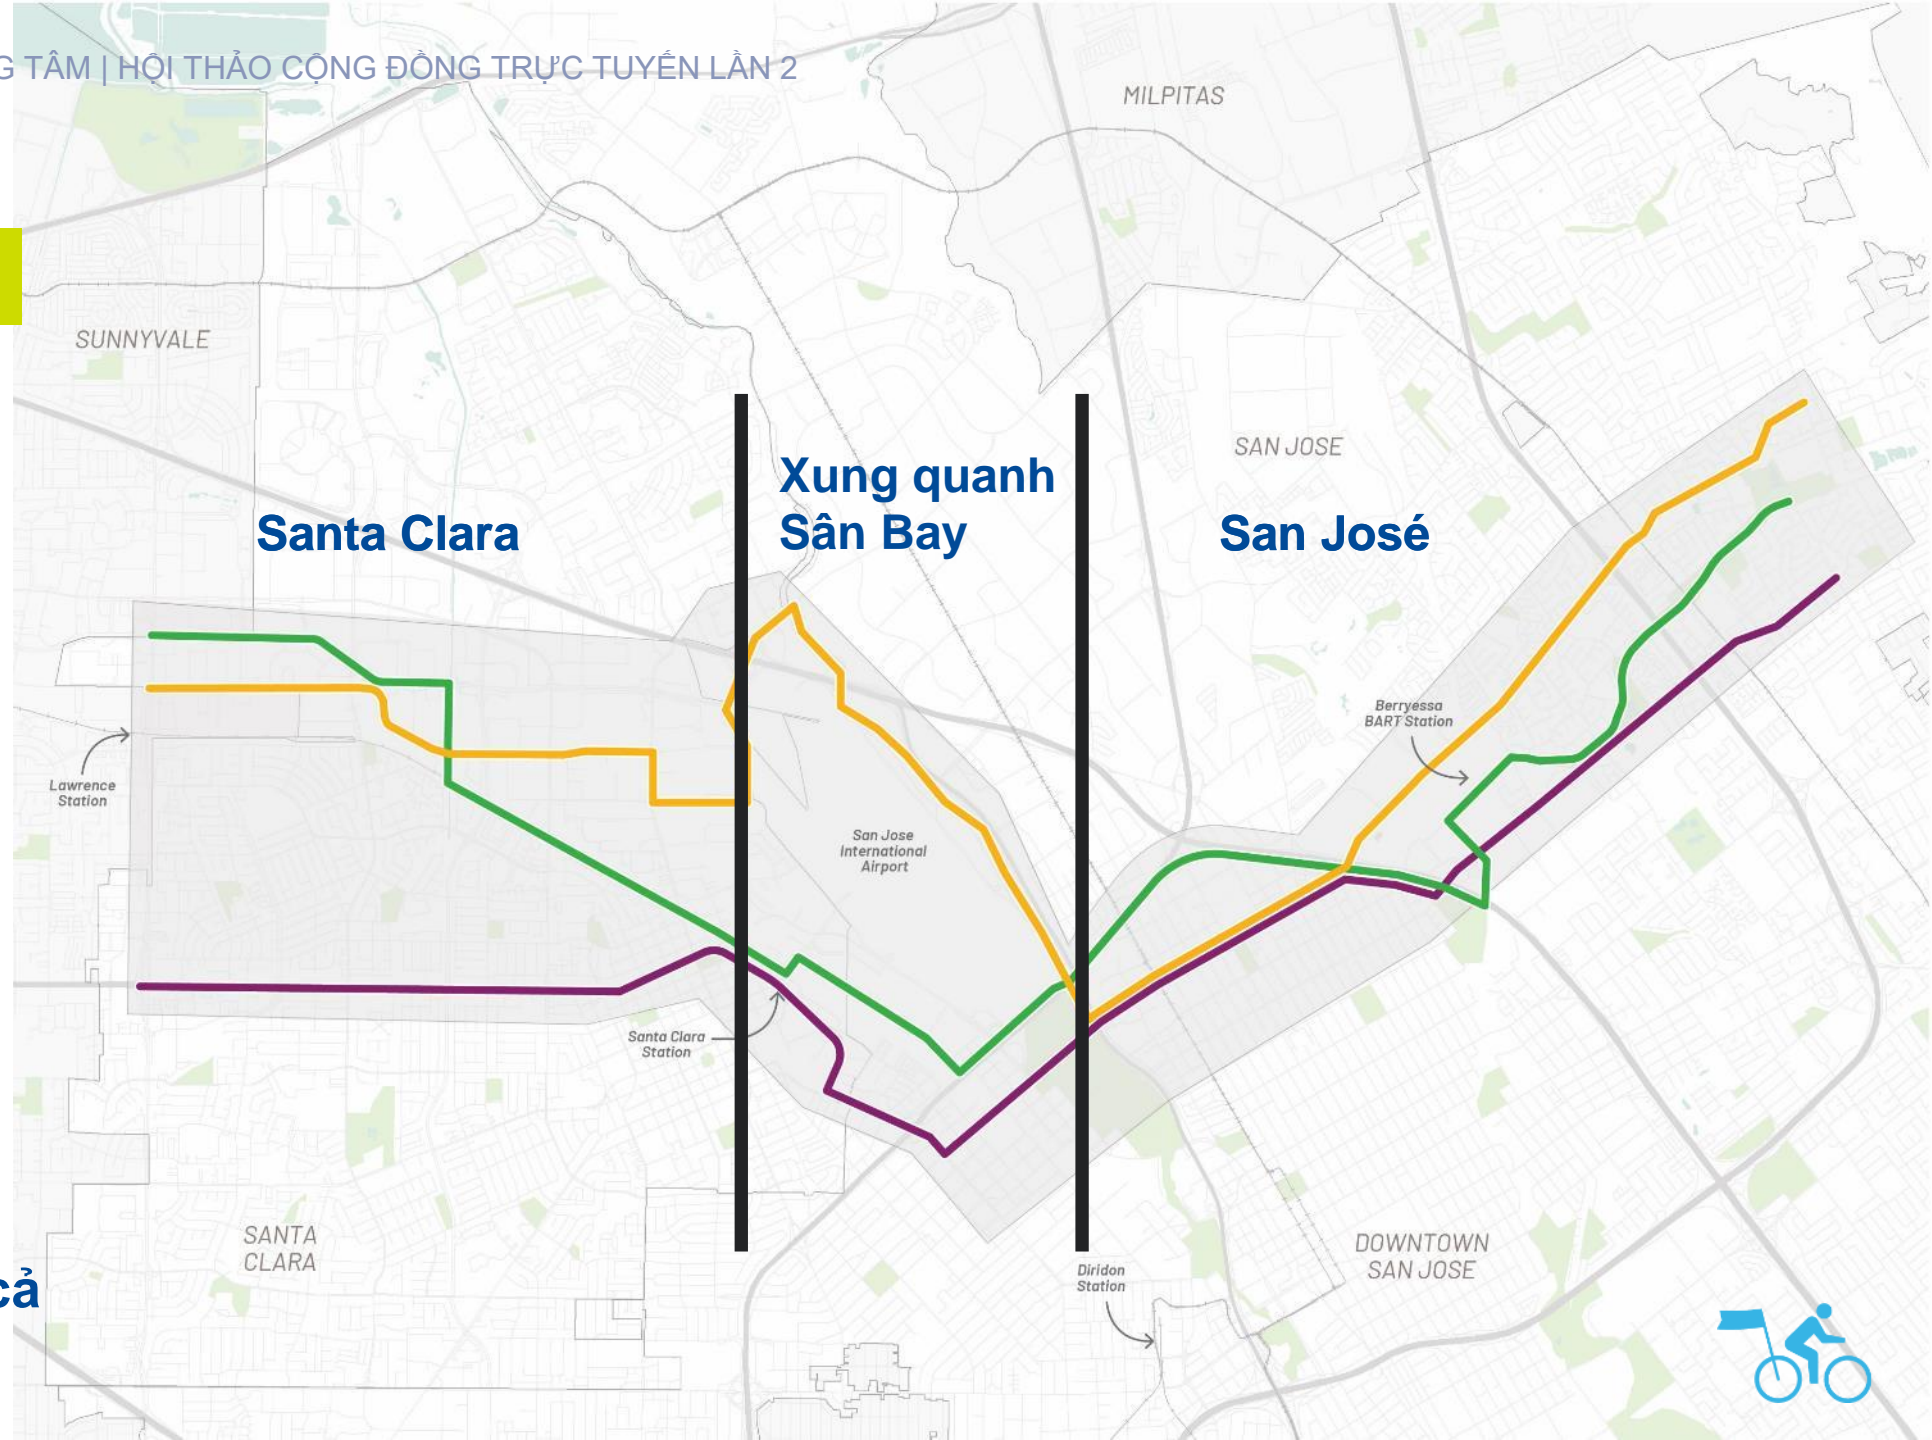 G TÂM | HỘI THẢO CỘNG ĐỒNG TRỰC TUYẾN LẦN 2
MILPITAS
SUNNYVALE
SAN JOSE
Xung quanh
Sân Bay
Santa Clara
San José
Berryessa
BART Station
Lawrence
Station
San Jose
International
Airport
Santa Clara
Station
SANTA
CLARA
DOWNTOWN
SAN JOSE
Diridon
Station
cả